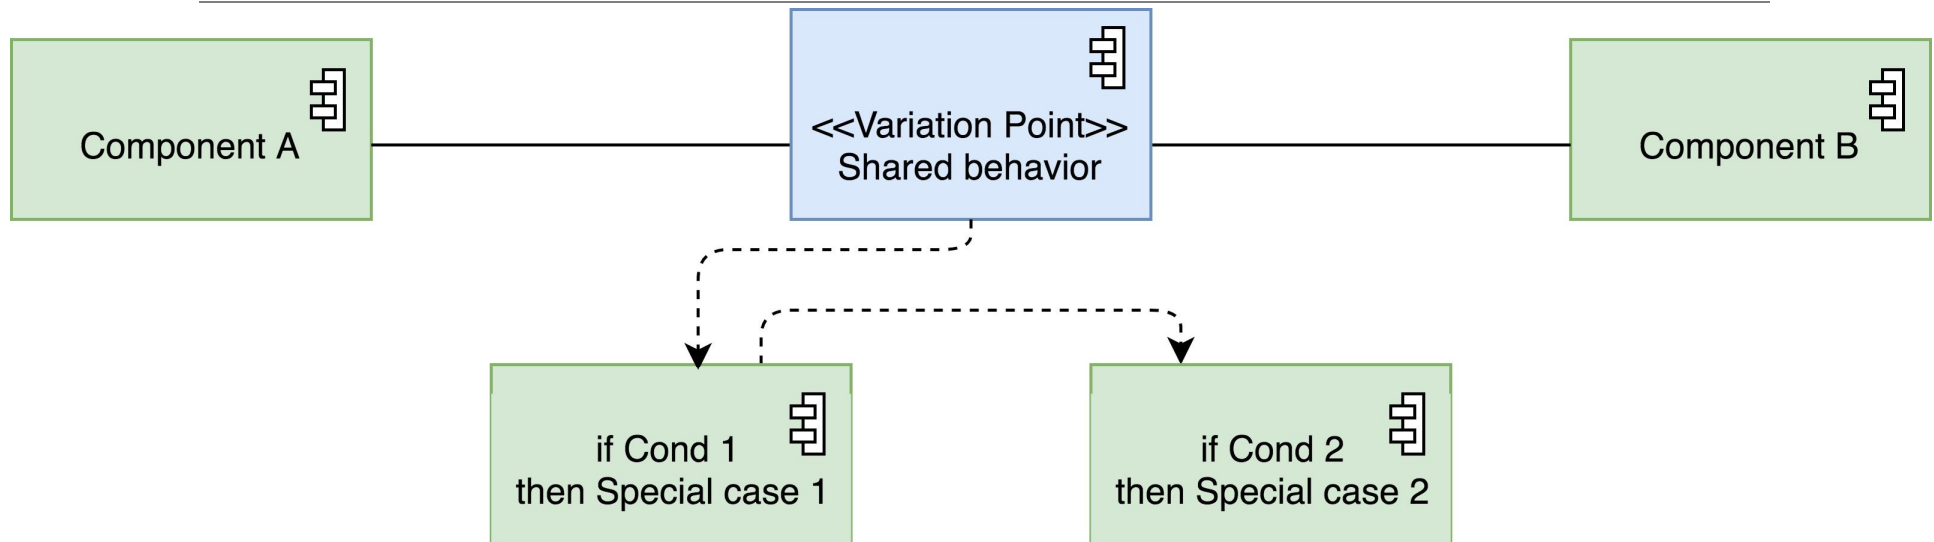 Component A
<<Variation Point>>
Shared behavior
Component B
if Cond 1
then Special case 1
if Cond 2
then Special case 2